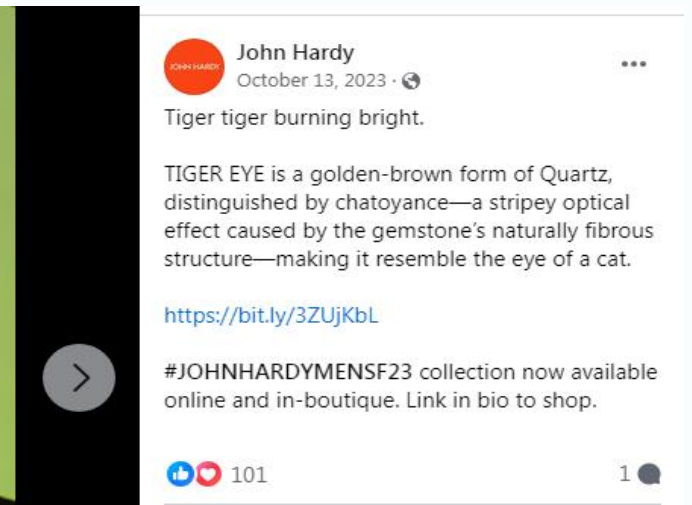 John Hardy
JOHN HARDY
October 13, 2023 ·
Tiger tiger burning bright.
TIGER EYE is a golden-brown form of Quartz,
distinguished by chatoyance—a stripey optical
effect caused by the gemstone's naturally fibrous
structure—making it resemble the eye of a cat.
https://bit.ly/3ZUjKbL
#JOHNHARDYMENSF23 collection now available
online and in-boutique. Link in bio to shop.
101
1